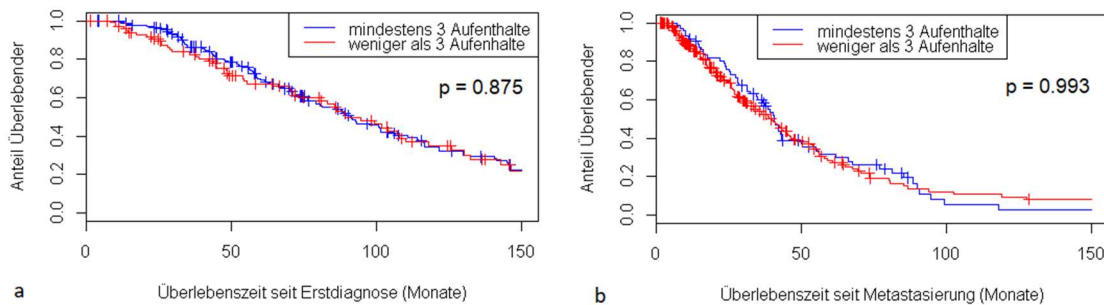 Anteil Überlebender
0.0 0.2 0.4 0.6 0.8 1.0
mindestens 3 Aufenthalte
weniger als 3 Aufenhalte
p = 0.875
0 50 100 150
a
Überlebenszeit seit Erstdiagnose (Monate)
Anteil Überlebender
0.0 0.2 0.4 0.6 0.8 1.0
mindestens 3 Aufenthalte
weniger als 3 Aufenhalte
p = 0.993
0 50 100 150
b
Überlebenszeit seit Metastasierung (Monate)